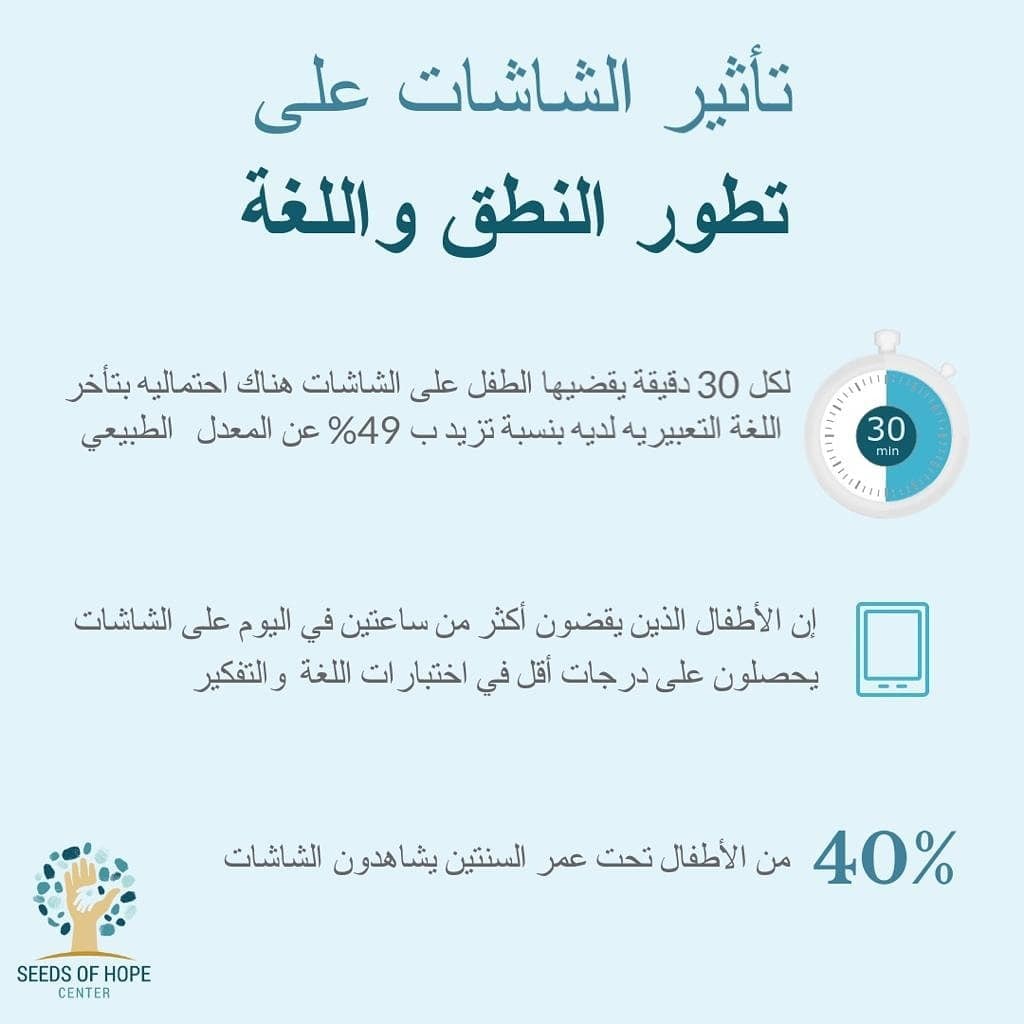 تأثير الشاشات على
تطور النطق واللغة
لكل 30 دقيقة يقضيها الطفل على الشاشات هناك احتماليه بتأخر
اللغة التعبيريه لديه بنسبة تزيد ب 49% عن المعدل الطبيعي
30
min
إن الأطفال الذين يقضون أكثر من ساعتين في اليوم على الشاشات
يحصلون على درجات أقل في اختبارات اللغة والتفكير
40% من الأطفال تحت عمر السنتين يشاهدون الشاشات
SEEDS OF HOPE
CENTER